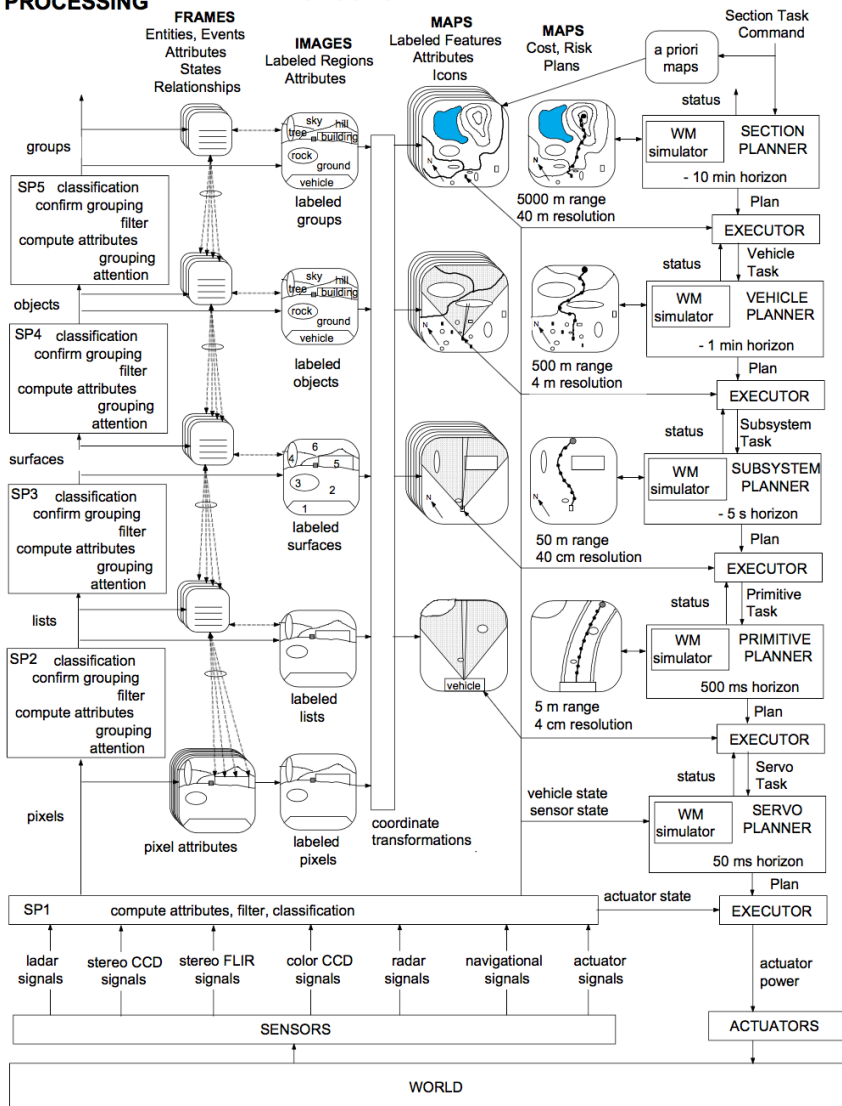 PROCESSING
FRAMES
Entities, Events
Attributes
States
Relationships
IMAGES
Labeled Regions
Attributes
MAPS
Labeled Features
Attributes
Icons
MAPS
Cost, Risk
Plans
a priori
maps
Section Task
Command
status
groups
sky
hill
tree
building
rock
ground
vehicle
labeled
groups
N
N
5000 m range
40 m resolution
WM
simulator
SECTION
PLANNER
- 10 min horizon
Plan
EXECUTOR
status
Vehicle
Task
SP5 classification
confirm grouping
filter
compute attributes
grouping
attention
objects
sky
hill
tree
building
rock
ground
vehicle
labeled
objects
N
N
500 m range
4 m resolution
WM
simulator
VEHICLE
PLANNER
- 1 min horizon
Plan
EXECUTOR
status
Subsystem
Task
SP4 classification
confirm grouping
filter
compute attributes
grouping
attention
surfaces
6
4
5
3
2
1
labeled
surfaces
N
N
50 m range
40 cm resolution
WM
simulator
SUBSYSTEM
PLANNER
- 5 s horizon
Plan
EXECUTOR
status
Primitive
Task
SP3 classification
confirm grouping
filter
compute attributes
grouping
attention
lists
labeled
lists
vehicle
5 m range
4 cm resolution
WM
simulator
PRIMITIVE
PLANNER
500 ms horizon
Plan
EXECUTOR
status
Servo
Task
SP2 classification
confirm grouping
filter
compute attributes
grouping
attention
pixels
pixel attributes
labeled
pixels
coordinate
transformations
vehicle state
sensor state
WM
simulator
SERVO
PLANNER
50 ms horizon
Plan
SP1 compute attributes, filter, classification
actuator state
EXECUTOR
ladar
signals
stereo CCD
signals
stereo FLIR
signals
color CCD
signals
radar
signals
navigational
signals
actuator
signals
actuator
power
SENSORS
ACTUATORS
WORLD